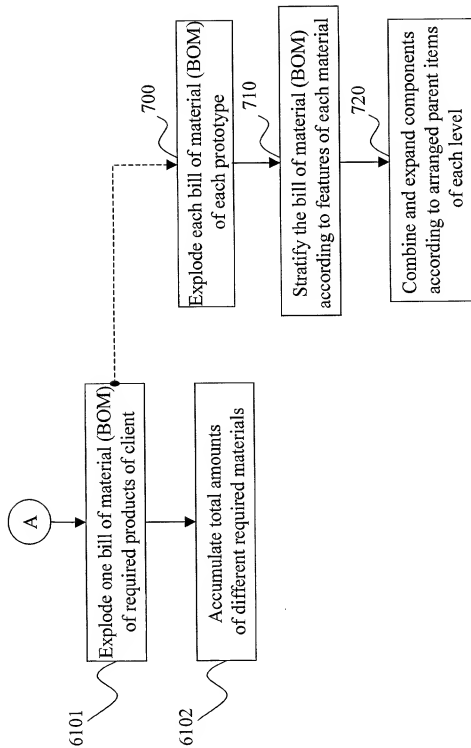 A
6101
Explode one bill of material (BOM)
of required products of client
6102
Accumulate total amounts
of different required materials
700
Explode each bill of material (BOM)
of each prototype
710
Stratify the bill of material (BOM)
according to features of each material
720
Combine and expand components
according to arranged parent items
of each level